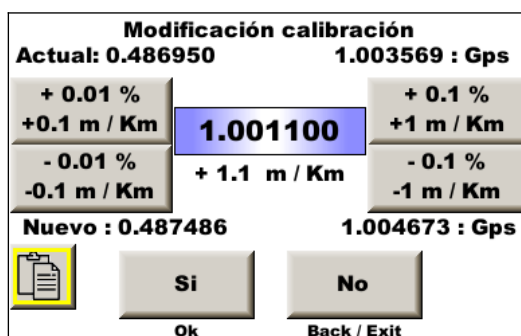 Modificación calibración
Actual: 0.486950 1.003569 : Gps
+ 0.01 % + 0.1 %
+0.1 m / Km 1.001100 +1 m / Km
- 0.01 % + 1.1 m / Km - 0.1 %
-0.1 m / Km -1 m / Km
Nuevo : 0.487486 1.004673 : Gps
Si No
Ok Back / Exit